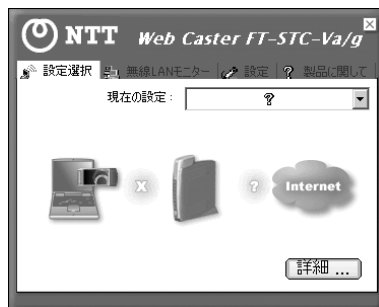 NTT Web Caster FT-STC-Va/g
設定選択 無線LANモニター 設定 ? 製品に関して
現在の設定： ?
X ? Internet
詳細 ...